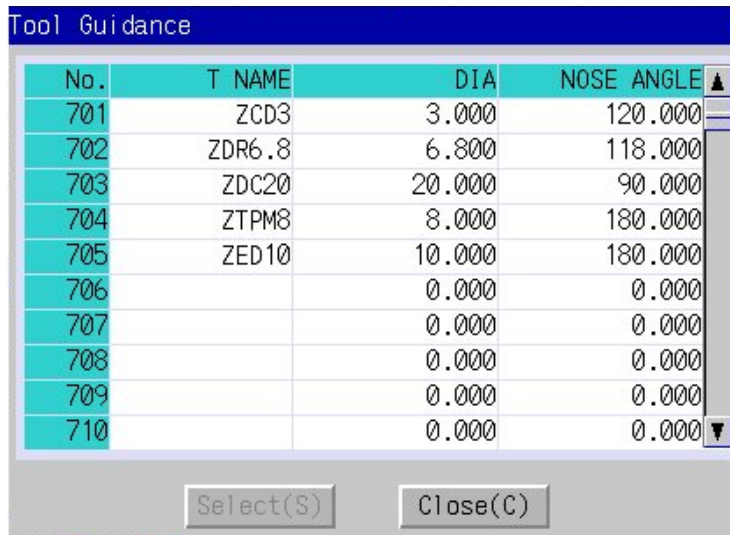 Tool Guidance
No. T NAME DIA NOSE ANGLE
701 ZCD3 3.000 120.000
702 ZDR6.8 6.800 118.000
703 ZDC20 20.000 90.000
704 ZTPM8 8.000 180.000
705 ZED10 10.000 180.000
706 0.000 0.000
707 0.000 0.000
708 0.000 0.000
709 0.000 0.000
710 0.000 0.000
Select(S) Close(C)